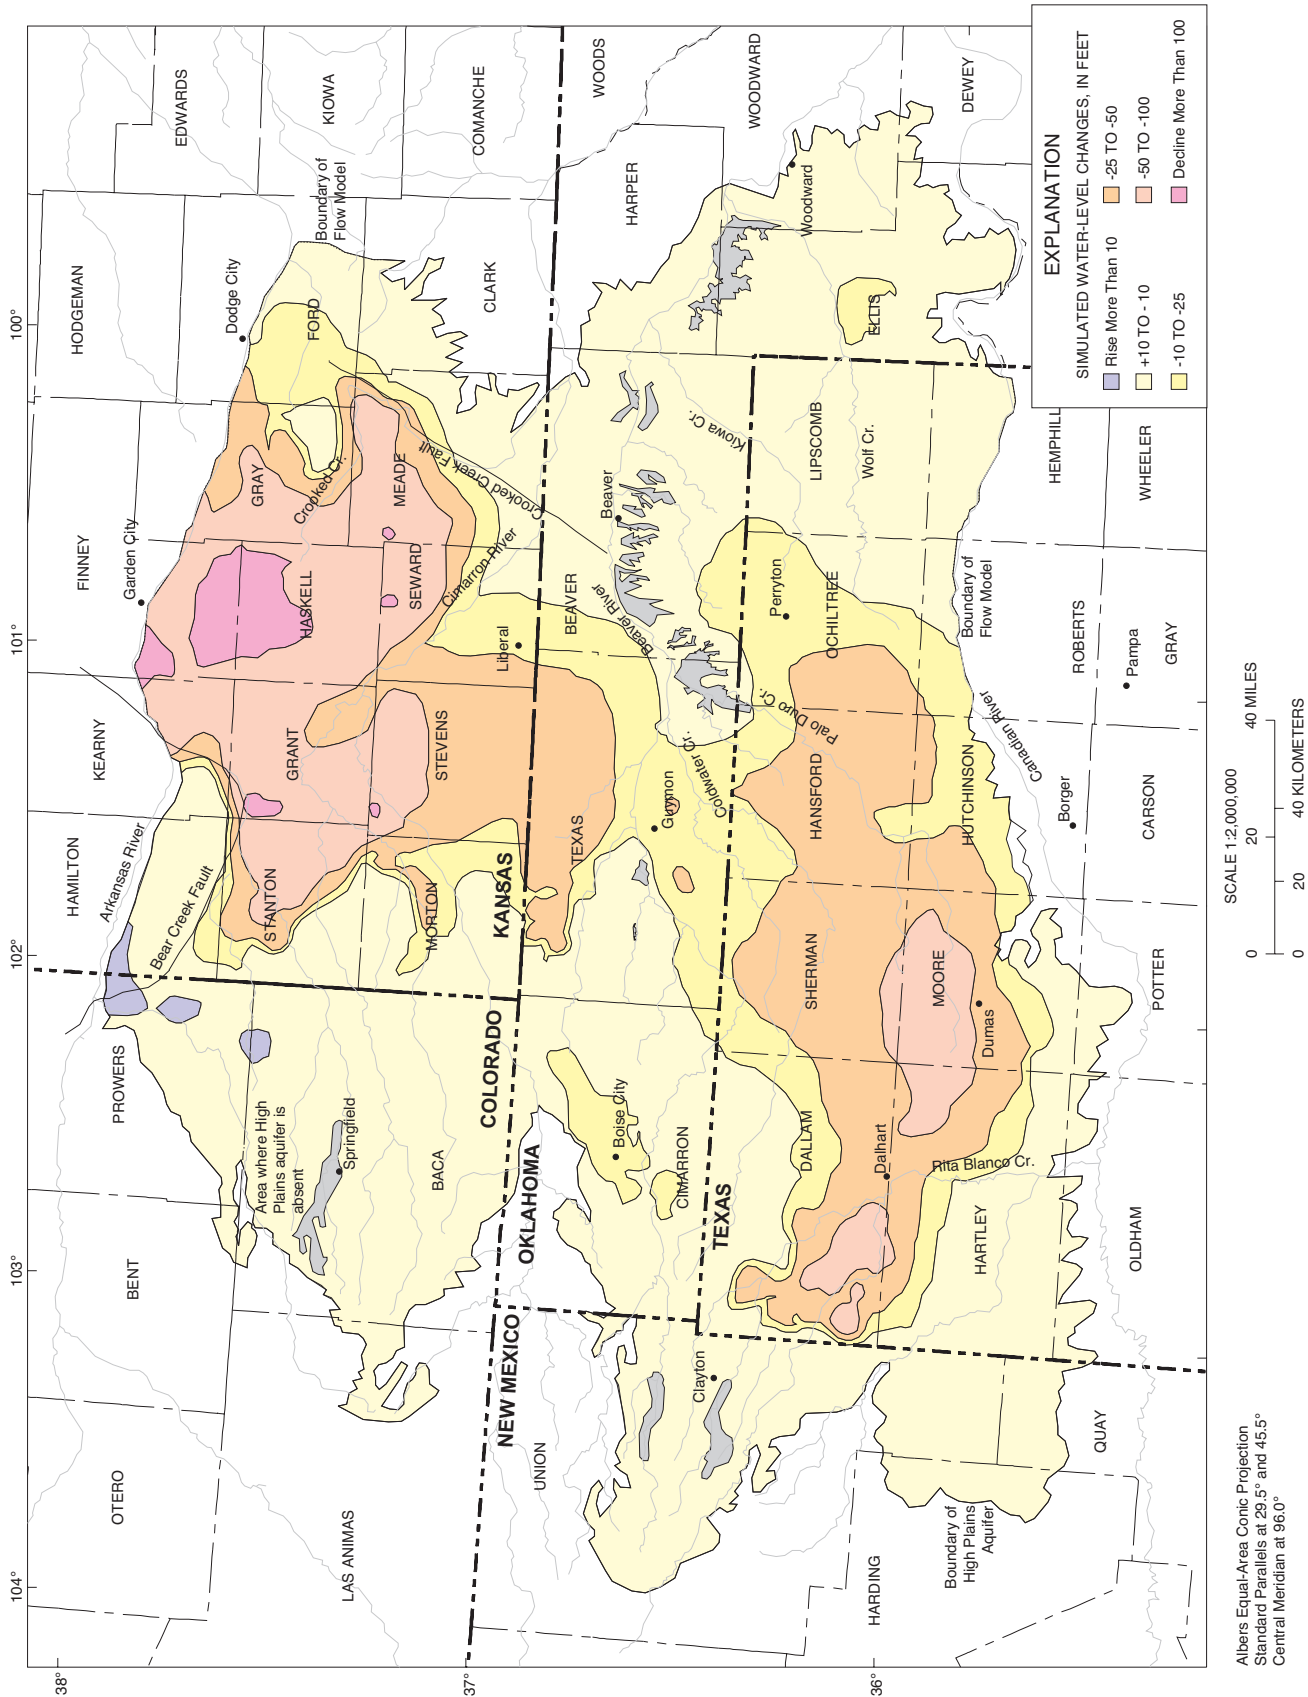 104°
103°
102°
101°
100°
38°
37°
36°
OTERO
BENT
PROWERS
HAMILTON
KEARNY
FINNEY
HODGEMAN
EDWARDS
Arkansas River
Garden City
Dodge City
Bear Creek Fault
Area where High
Plains aquifer is
absent
Springfield
LAS ANIMAS
BACA
STANTON
GRANT
HASKELL
GRAY
FORD
KIOWA
Boundary of
Flow Model
Crooked Cr.
MORTON
STEVENS
SEWARD
MEADE
CLARK
COMANCHE
Crooked Creek Fault
Cimarron River
Liberal
COLORADO
KANSAS
NEW MEXICO
OKLAHOMA
UNION
Boise City
CIMARRON
TEXAS
Guymon
BEAVER
Beaver River
Beaver
HARPER
WOODS
WOODWARD
Woodward
Kiowa Cr.
Coldwater Cr.
Palo Duro Cr.
Clayton
TEXAS
DALLAM
SHERMAN
HANSFORD
OCHILTREE
Perryton
LIPSCOMB
Wolf Cr.
ELLIS
DEWEY
Dalhart
Rita Blanco Cr.
HARDING
HARTLEY
MOORE
Dumas
HUTCHINSON
Canadian River
Boundary of
Flow Model
HEMPHILL
Boundary of
High Plains
Aquifer
QUAY
OLDHAM
POTTER
CARSON
Borger
ROBERTS
Pampa
GRAY
WHEELER
EXPLANATION
SIMULATED WATER-LEVEL CHANGES, IN FEET
Rise More Than 10
+10 TO - 10
-10 TO -25
-25 TO -50
-50 TO -100
Decline More Than 100
SCALE 1:2,000,000
0 20 40 MILES
0 20 40 KILOMETERS
Albers Equal-Area Conic Projection
Standard Parallels at 29.5° and 45.5°
Central Meridian at 96.0°